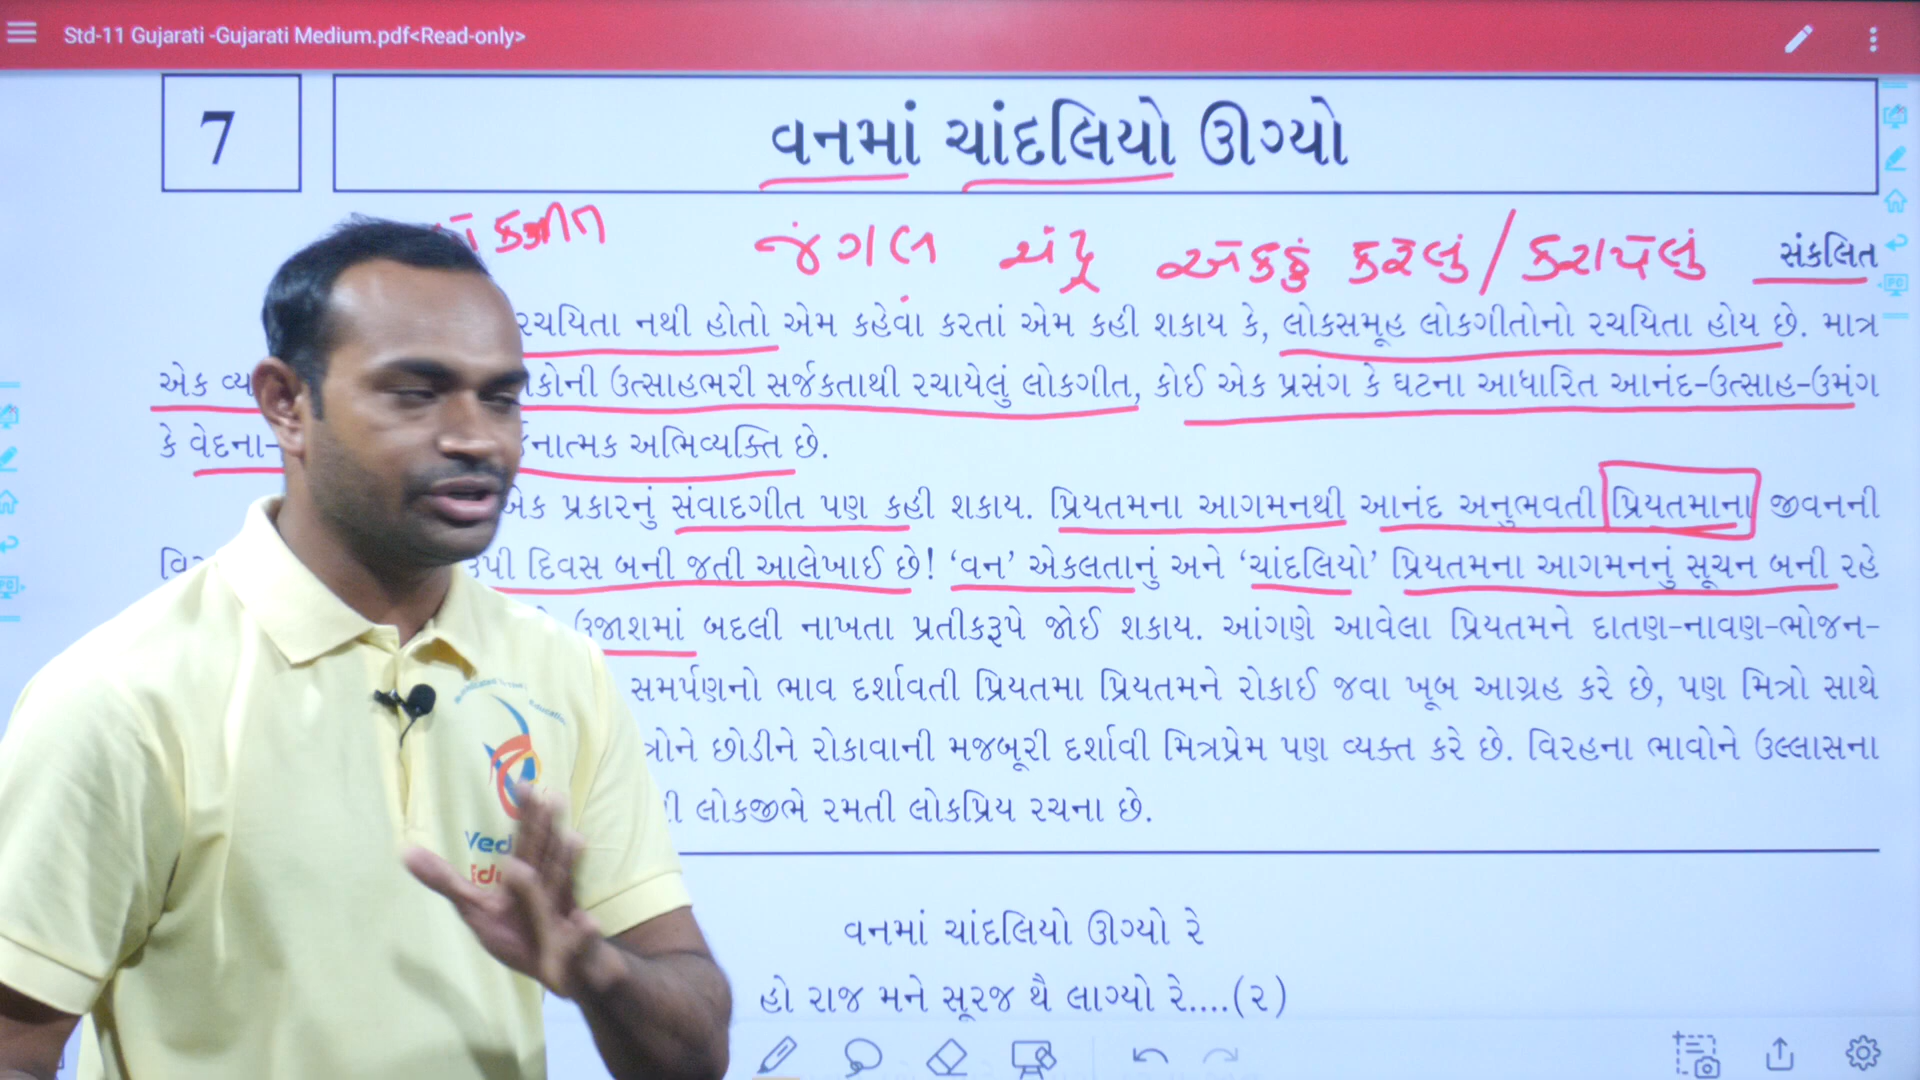 Std-11 Gujarati -Gujarati Medium.pdf<Read-only>
7
વનમાં ચાંદલિયો ઊગ્યો
જંગલ ચંદ્ર એકઠું કરેલું / કરાયેલું સંકલિત
રચયિતા નથી હોતો એમ કહેવા કરતાં એમ કહી શકાય કે, લોકસમૂહ લોકગીતોનો રચયિતા હોય છે. માત્ર
એક વ્ય કોની ઉત્સાહભરી સર્જકતાથી રચાયેલું લોકગીત, કોઈ એક પ્રસંગ કે ઘટના આધારિત આનંદ-ઉત્સાહ-ઉમંગ
કે વેદના- નાત્મક અભિવ્યક્તિ છે.
એક પ્રકારનું સંવાદગીત પણ કહી શકાય. પ્રિયતમના આગમનથી આનંદ અનુભવતી પ્રિયતમાના જીવનની
રૂપી દિવસ બની જતી આલેખાઈ છે! ‘વન’ એકલતાનું અને ‘ચાંદલિયો’ પ્રિયતમના આગમનનું સૂચન બની રહે
ઉજાશમાં બદલી નાખતા પ્રતીકરૂપે જોઈ શકાય. આંગણે આવેલા પ્રિયતમને દાતણ-નાવણ-ભોજન-
સમર્પણનો ભાવ દર્શાવતી પ્રિયતમા પ્રિયતમને રોકાઈ જવા ખૂબ આગ્રહ કરે છે, પણ મિત્રો સાથે
ત્રોને છોડીને રોકાવાની મજબૂરી દર્શાવી મિત્રપ્રેમ પણ વ્યક્ત કરે છે. વિરહના ભાવોને ઉલ્લાસના
લોકજીભે રમતી લોકપ્રિય રચના છે.
વનમાં ચાંદલિયો ઊગ્યો રે
હો રાજ મને સૂરજ થૈ લાગ્યો રે....(૨)